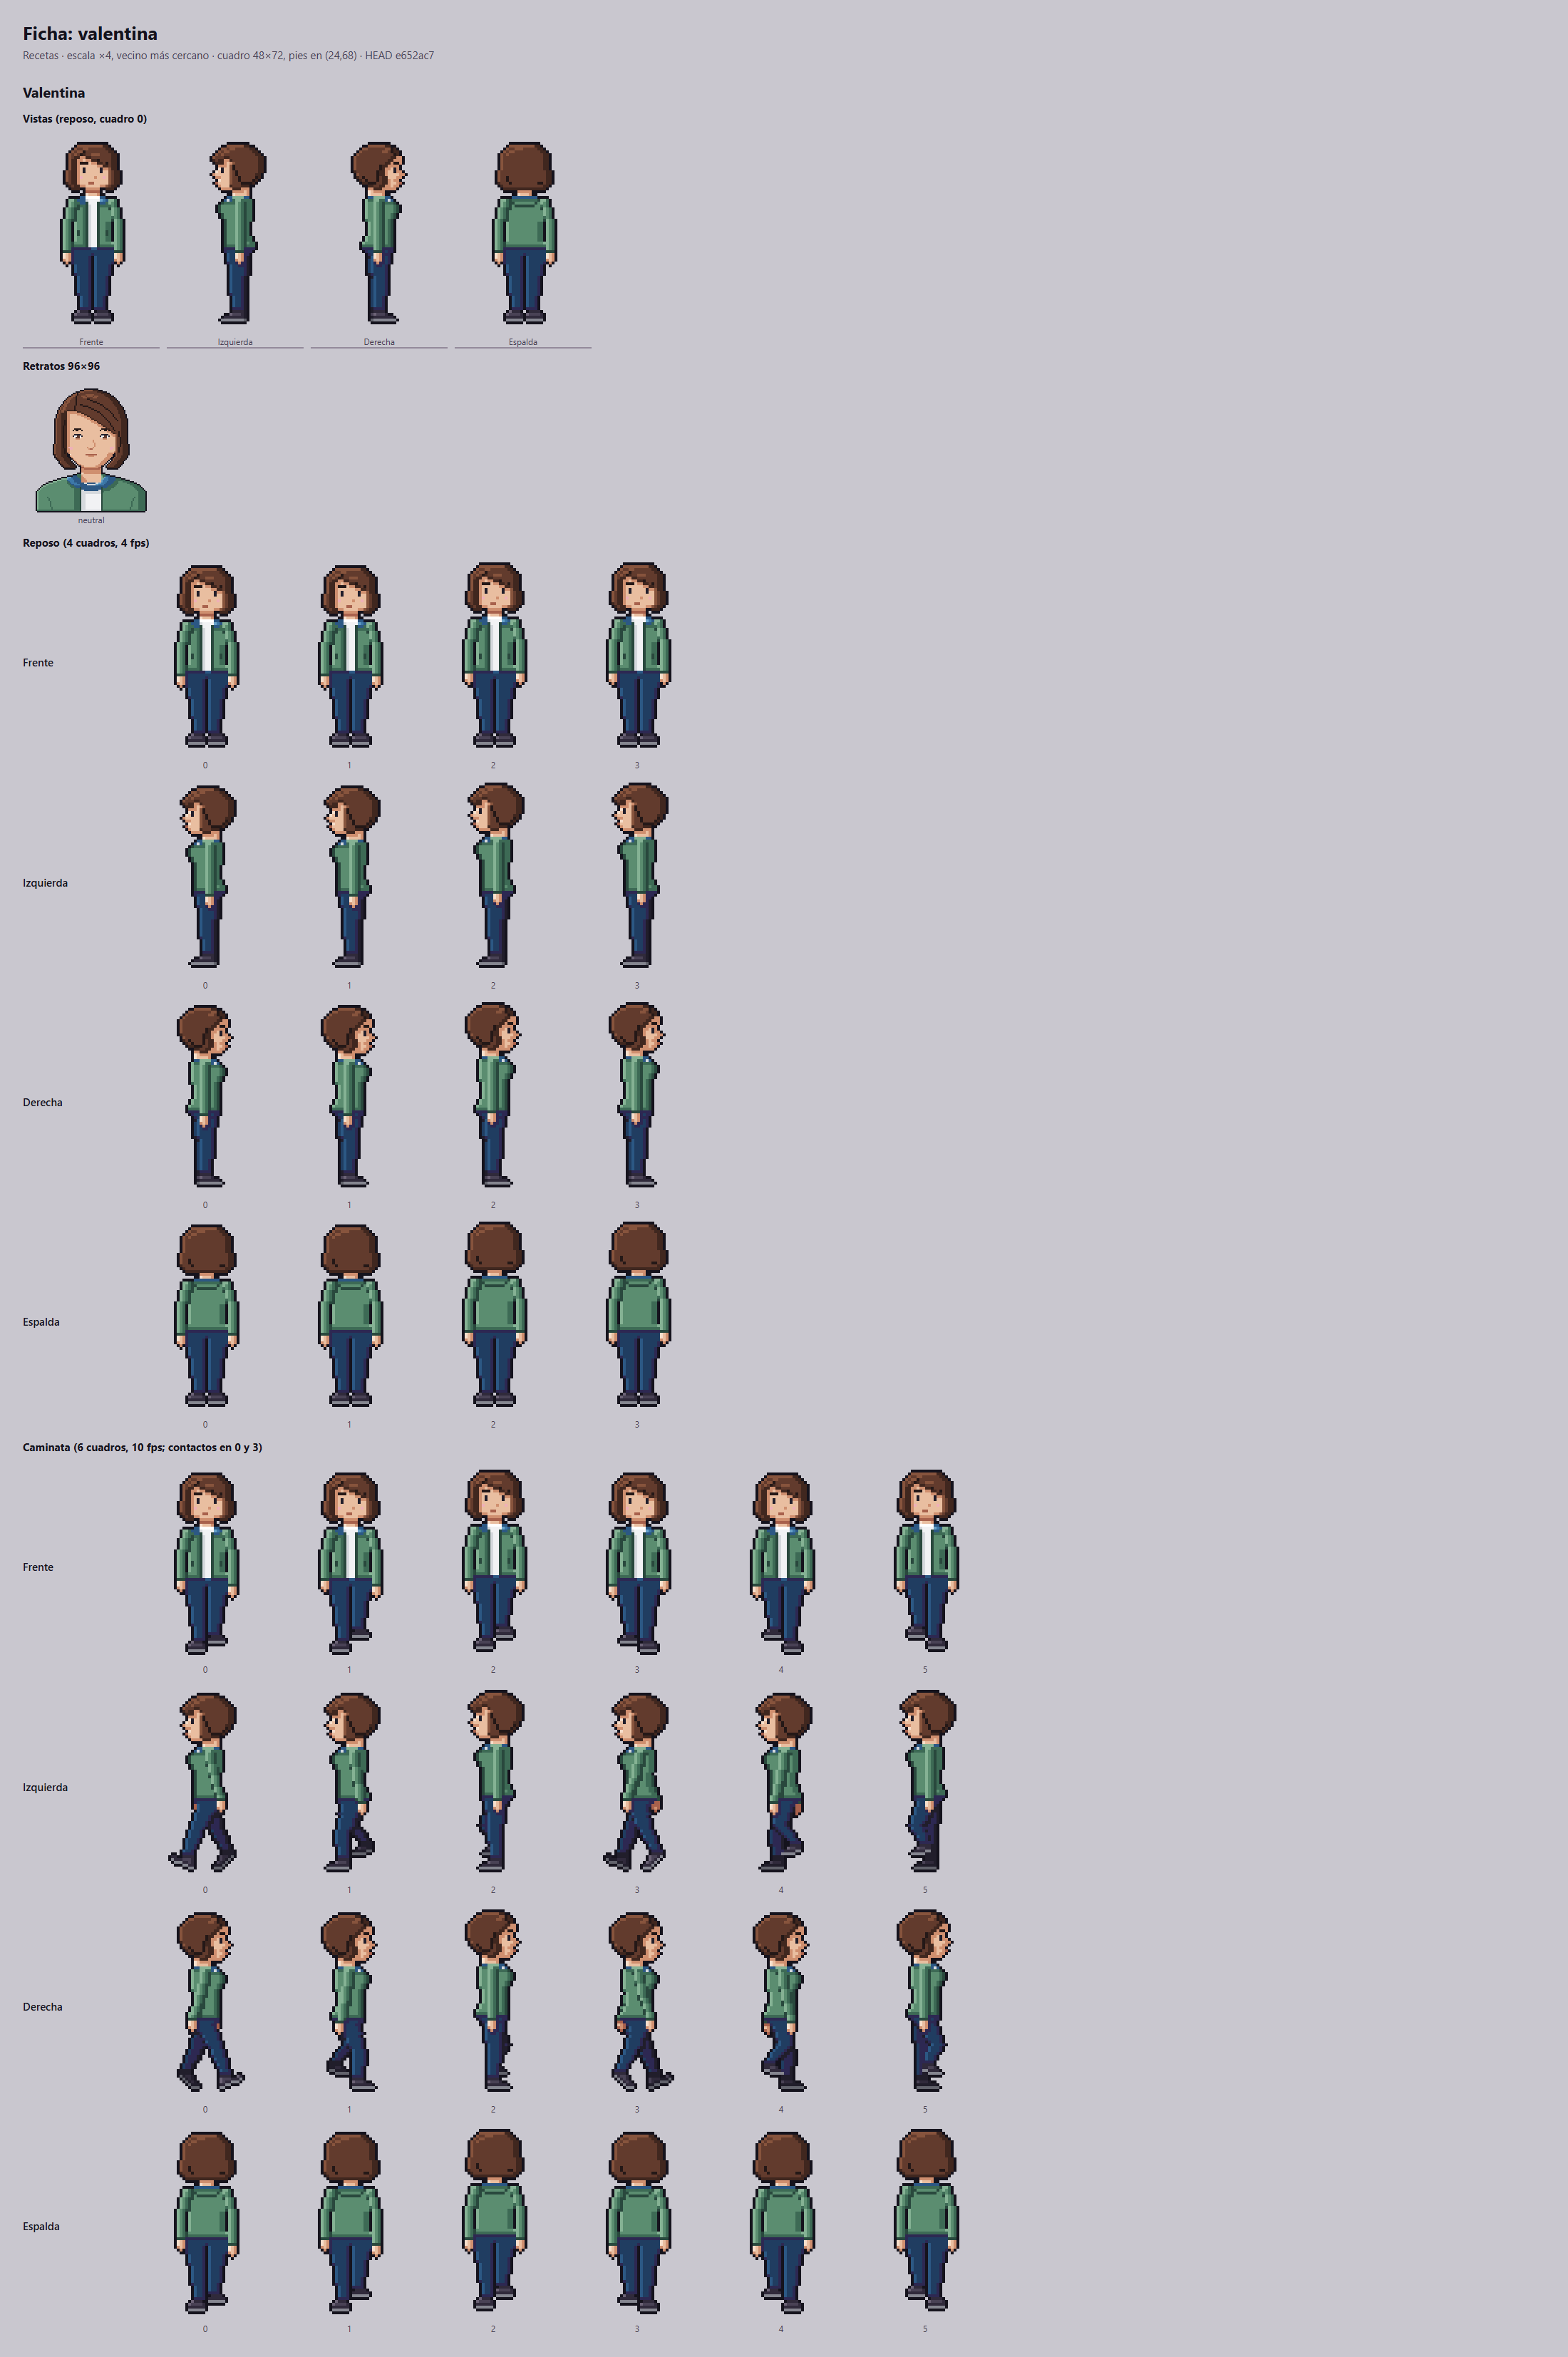 Ficha: valentina
Recetas · escala ×4, vecino más cercano · cuadro 48×72, pies en (24,68) · HEAD e652ac7
Valentina
Vistas (reposo, cuadro 0)
Frente Izquierda Derecha Espalda
Retratos 96×96
neutral
Reposo (4 cuadros, 4 fps)
Frente
0 1 2 3
Izquierda
0 1 2 3
Derecha
0 1 2 3
Espalda
0 1 2 3
Caminata (6 cuadros, 10 fps; contactos en 0 y 3)
Frente
0 1 2 3 4 5
Izquierda
0 1 2 3 4 5
Derecha
0 1 2 3 4 5
Espalda
0 1 2 3 4 5